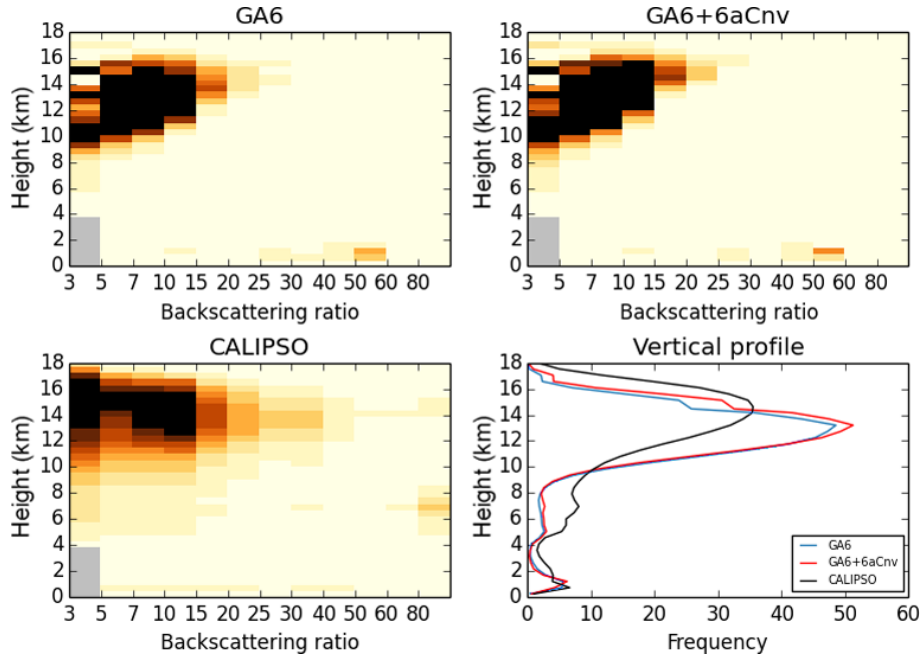 GA6
GA6+6aCnv
18
16
14
12
10
8
6
4
2
0
Height (km)
3 5 7 10 15 20 25 30 40 50 60 80
Backscattering ratio
18
16
14
12
10
8
6
4
2
0
Height (km)
3 5 7 10 15 20 25 30 40 50 60 80
Backscattering ratio
CALIPSO
Vertical profile
18
16
14
12
10
8
6
4
2
0
Height (km)
3 5 7 10 15 20 25 30 40 50 60 80
Backscattering ratio
18
16
14
12
10
8
6
4
2
0
Height (km)
GA6
GA6+6aCnv
CALIPSO
0 10 20 30 40 50 60
Frequency